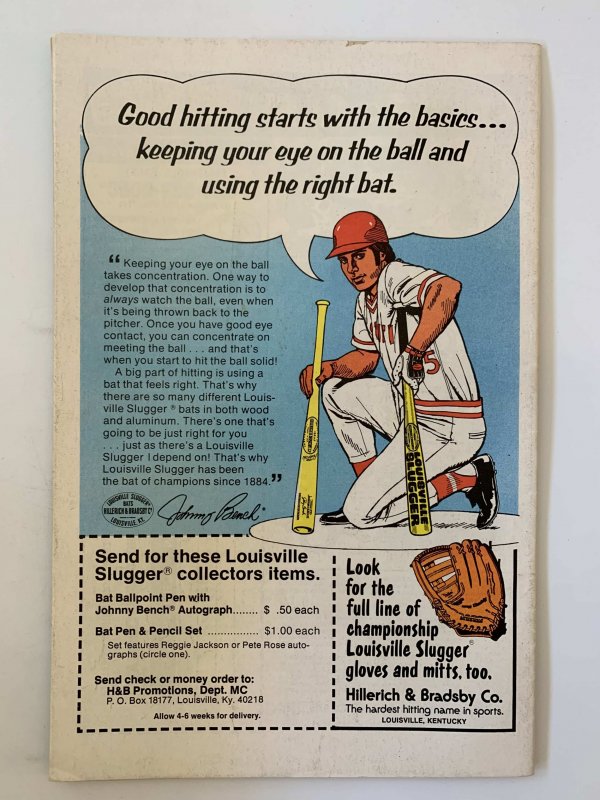 Good hitting starts with the basics...
keeping your eye on the ball and
using the right bat.
“ Keeping your eye on the ball
takes concentration. One way to
develop that concentration is to
always watch the ball, even when
it's being thrown back to the
pitcher. Once you have good eye
contact, you can concentrate on
meeting the ball . . . and that's
when you start to hit the ball solid!
A big part of hitting is using a
bat that feels right. That's why
there are so many different Louis-
ville Slugger® bats in both wood
and aluminum. There's one that's
going to be just right for you
. . . just as there's a Louisville
Slugger I depend on! That's why
Louisville Slugger has been
the bat of champions since 1884.”
LOUISVILLE SLUGGER®
BATS
HILLERICH & BRADSBY Cº
LOUISVILLE, KY.
Johnny Bench
5
LOUISVILLE
SLUGGER
Send for these Louisville
Slugger® collectors items.
Bat Ballpoint Pen with
Johnny Bench® Autograph....... $ .50 each
Bat Pen & Pencil Set ............... $1.00 each
Set features Reggie Jackson or Pete Rose auto-
graphs (circle one).
Send check or money order to:
H&B Promotions, Dept. MC
P. O. Box 18177, Louisville, Ky. 40218
Allow 4-6 weeks for delivery.
Look
for the
full line of
championship
Louisville Slugger®
gloves and mitts, too.
Hillerich & Bradsby Co.
The hardest hitting name in sports.
LOUISVILLE, KENTUCKY